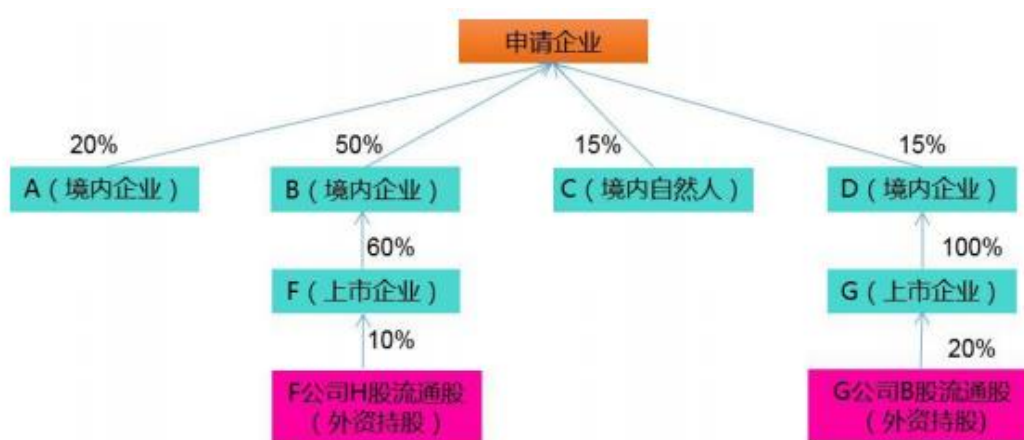 申请企业
20%
50%
15%
15%
A（境内企业）
B（境内企业）
C（境内自然人）
D（境内企业）
60%
100%
F（上市企业）
G（上市企业）
10%
20%
F公司H股流通股
（外资持股）
G公司B股流通股
（外资持股)